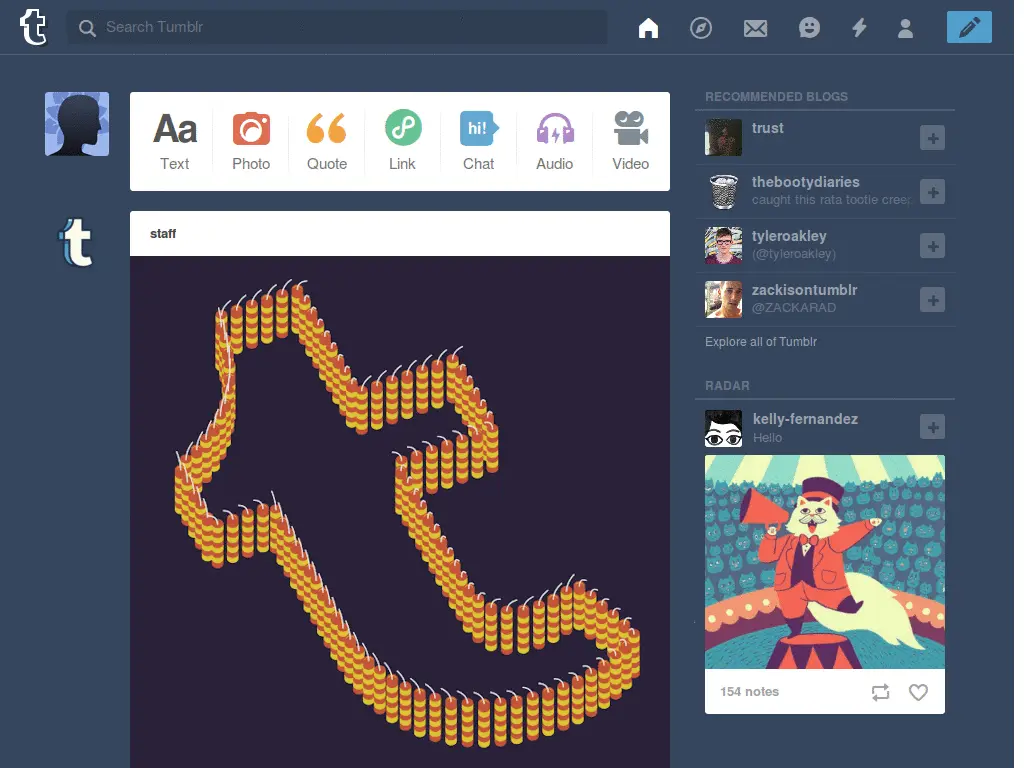 Search Tumblr
Aa
Text
Photo
Quote
Link
hi!
Chat
Audio
Video
staff
RECOMMENDED BLOGS
trust
thebootydiaries
caught this rata tootie creep
tyleroakley
(@tyleroakley)
zackisontumblr
@ZACKARAD
Explore all of Tumblr
RADAR
kelly-fernandez
Hello
154 notes